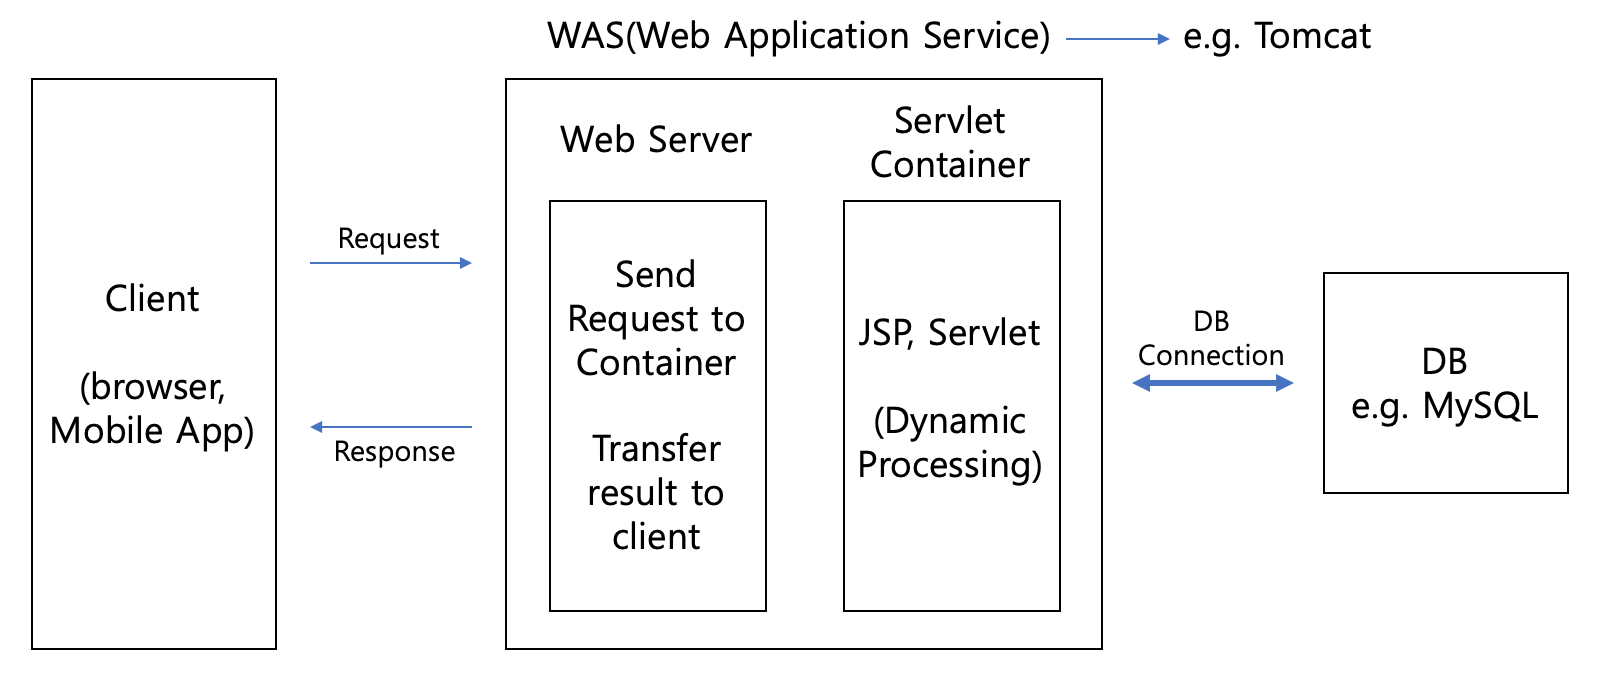 WAS(Web Application Service)
e.g. Tomcat
Client
(browser,
Mobile App)
Request
Response
Web Server
Send
Request to
Container
Transfer
result to
client
Servlet
Container
JSP, Servlet
(Dynamic
Processing)
DB
Connection
DB
e.g. MySQL